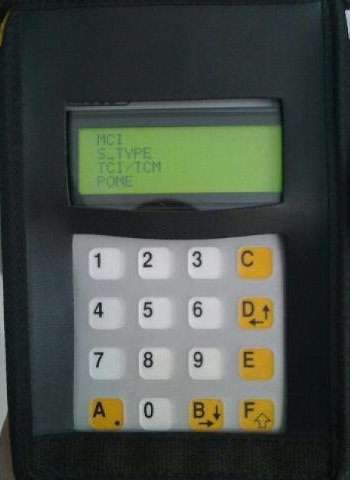 MCI
S_TYPE
TCI/TCM
POME
1 2 3 C
4 5 6 D
7 8 9 E
A . 0 B F